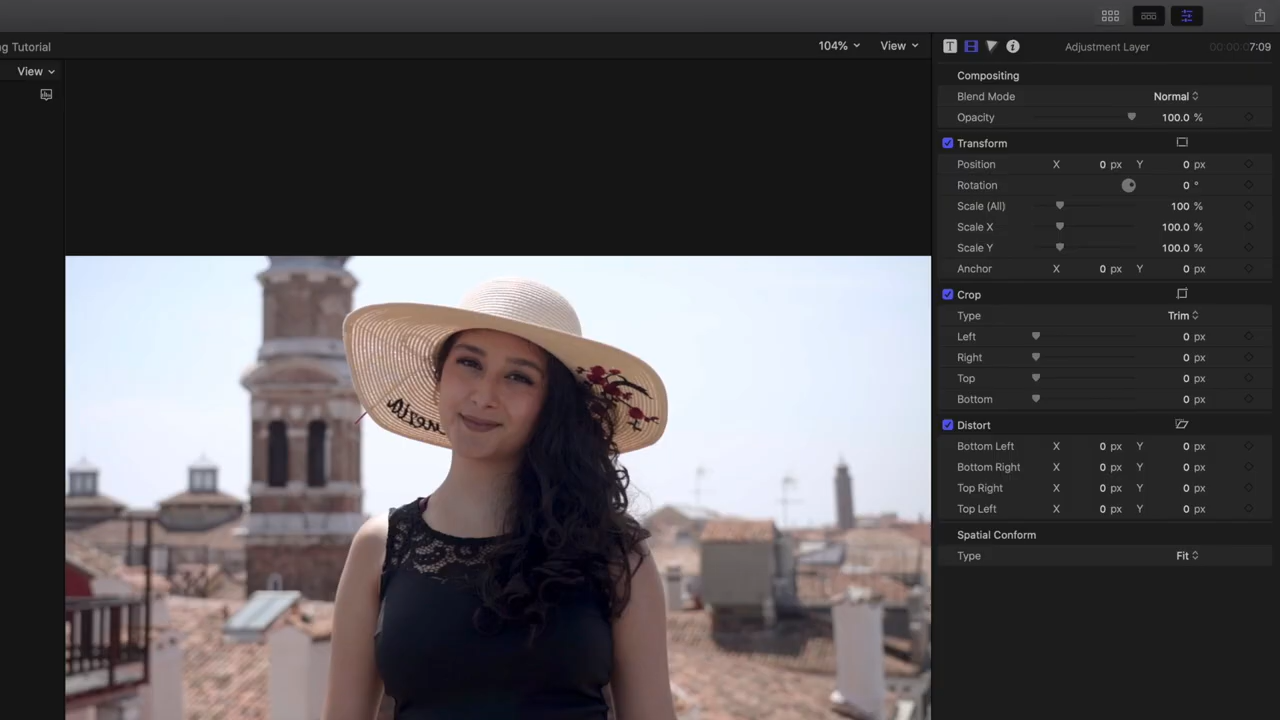 g Tutorial
104%
View
T
Adjustment Layer
00:00:07:09
View
Compositing
Blend Mode
Normal
Opacity
100.0 %
Transform
Position X 0 px Y 0 px
Rotation 0 °
Scale (All) 100 %
Scale X 100.0 %
Scale Y 100.0 %
Anchor X 0 px Y 0 px
Crop
Type Trim
Left 0 px
Right 0 px
Top 0 px
Bottom 0 px
Distort
Bottom Left X 0 px Y 0 px
Bottom Right X 0 px Y 0 px
Top Right X 0 px Y 0 px
Top Left X 0 px Y 0 px
Spatial Conform
Type Fit